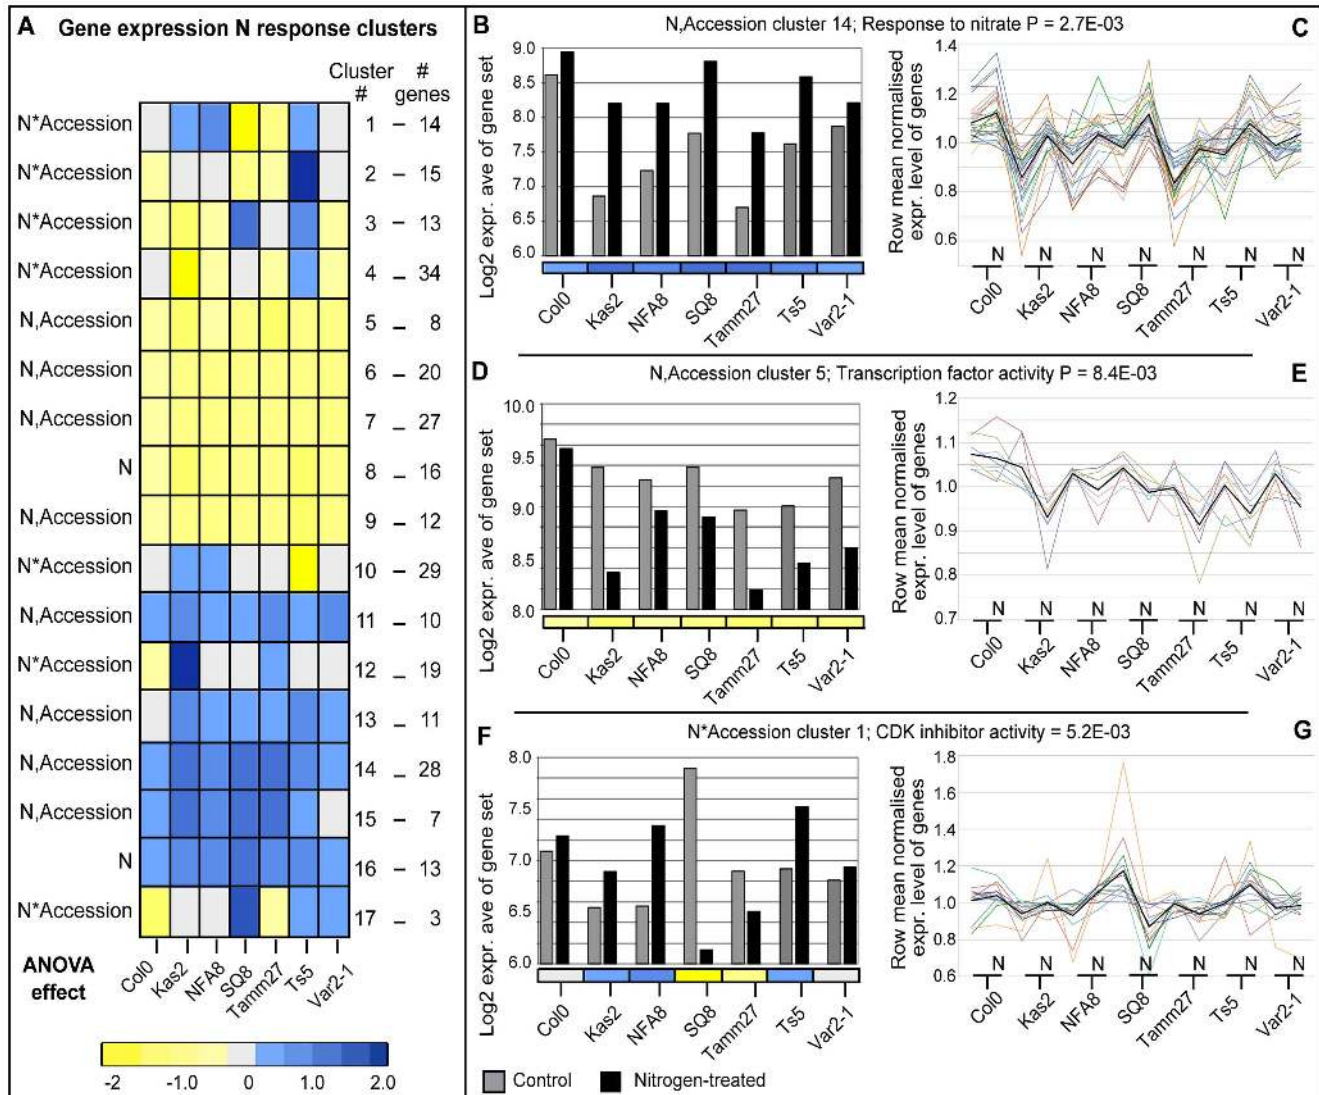 A Gene expression N response clusters
Cluster #
# genes
N*Accession 1 – 14
N*Accession 2 – 15
N*Accession 3 – 13
N*Accession 4 – 34
N,Accession 5 – 8
N,Accession 6 – 20
N,Accession 7 – 27
N 8 – 16
N,Accession 9 – 12
N*Accession 10 – 29
N,Accession 11 – 10
N*Accession 12 – 19
N,Accession 13 – 11
N,Accession 14 – 28
N,Accession 15 – 7
N 16 – 13
N*Accession 17 – 3
ANOVA effect
Col0 Kas2 NFA8 SQ8 Tamm27 Ts5 Var2-1
-2 -1.0 0 1.0 2.0
B N,Accession cluster 14; Response to nitrate P = 2.7E-03 C
Log2 expr. ave of gene set
9.0
8.5
8.0
7.5
7.0
6.5
6.0
Col0 Kas2 NFA8 SQ8 Tamm27 Ts5 Var2-1
Row mean normalised
expr. level of genes
1.4
1.2
1.0
0.8
0.6
N N N N N N N
Col0 Kas2 NFA8 SQ8 Tamm27 Ts5 Var2-1
D N,Accession cluster 5; Transcription factor activity P = 8.4E-03 E
Log2 expr. ave of gene set
10.0
9.5
9.0
8.5
8.0
Col0 Kas2 NFA8 SQ8 Tamm27 Ts5 Var2-1
Row mean normalised
expr. level of genes
1.2
1.1
1.0
0.9
0.8
0.7
N N N N N N N
Col0 Kas2 NFA8 SQ8 Tamm27 Ts5 Var2-1
F N*Accession cluster 1; CDK inhibitor activity = 5.2E-03 G
Log2 expr. ave of gene set
8.0
7.5
7.0
6.5
6.0
Col0 Kas2 NFA8 SQ8 Tamm27 Ts5 Var2-1
Row mean normalised
expr. level of genes
1.8
1.6
1.4
1.2
1.0
0.8
0.6
N N N N N N N
Col0 Kas2 NFA8 SQ8 Tamm27 Ts5 Var2-1
Control Nitrogen-treated